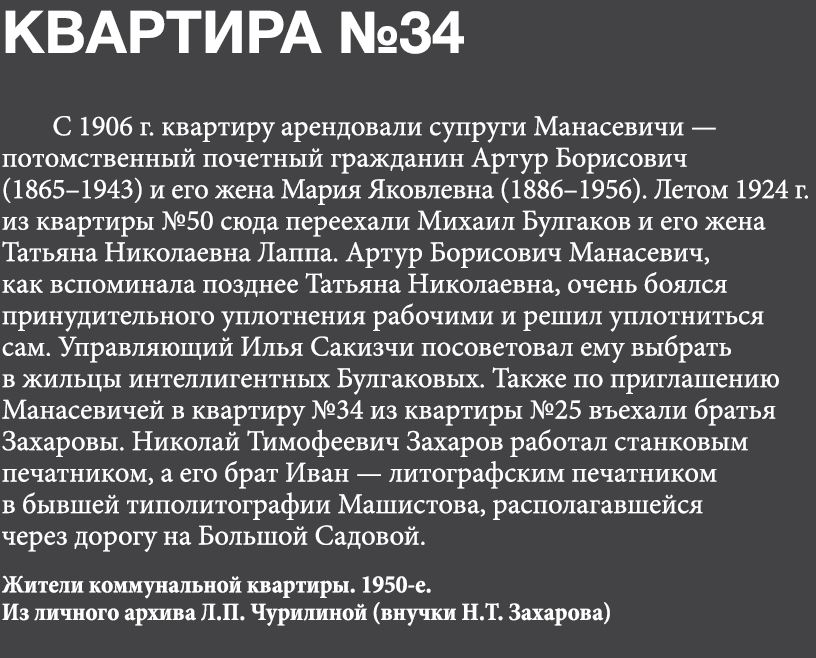 КВАРТИРА №34
С 1906 г. квартиру арендовали супруги Манасевичи —
потомственный почетный гражданин Артур Борисович
(1865–1943) и его жена Мария Яковлевна (1886–1956). Летом 1924 г.
из квартиры №50 сюда переехали Михаил Булгаков и его жена
Татьяна Николаевна Лаппа. Артур Борисович Манасевич,
как вспоминала позднее Татьяна Николаевна, очень боялся
принудительного уплотнения рабочими и решил уплотниться
сам. Управляющий Илья Сакизчи посоветовал ему выбрать
в жильцы интеллигентных Булгаковых. Также по приглашению
Манасевичей в квартиру №34 из квартиры №25 въехали братья
Захаровы. Николай Тимофеевич Захаров работал станковым
печатником, а его брат Иван — литографским печатником
в бывшей типолитографии Машистова, располагавшейся
через дорогу на Большой Садовой.
Жители коммунальной квартиры. 1950-е.
Из личного архива Л.П. Чурилиной (внучки Н.Т. Захарова)